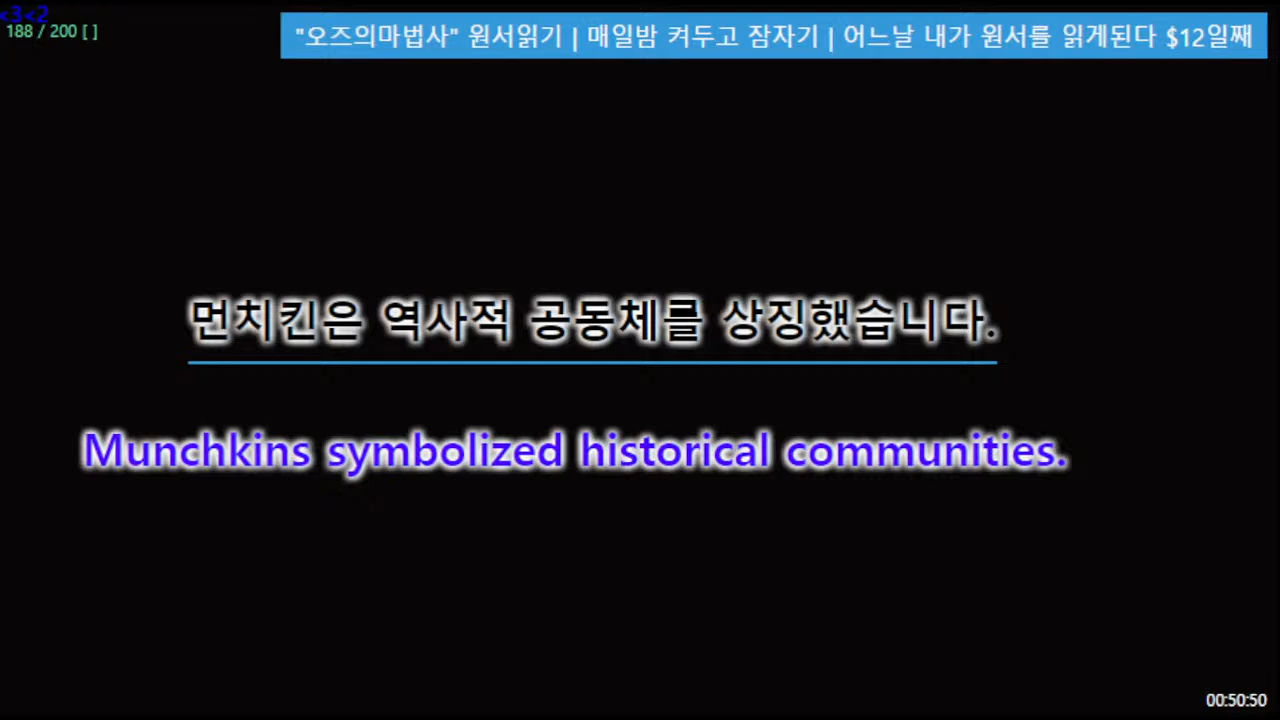 <3<2
188 / 200 [ ]
"오즈의마법사" 원서읽기 | 매일밤 켜두고 잠자기 | 어느날 내가 원서를 읽게된다 $12일째
먼치킨은 역사적 공동체를 상징했습니다.
Munchkins symbolized historical communities.
00:50:50